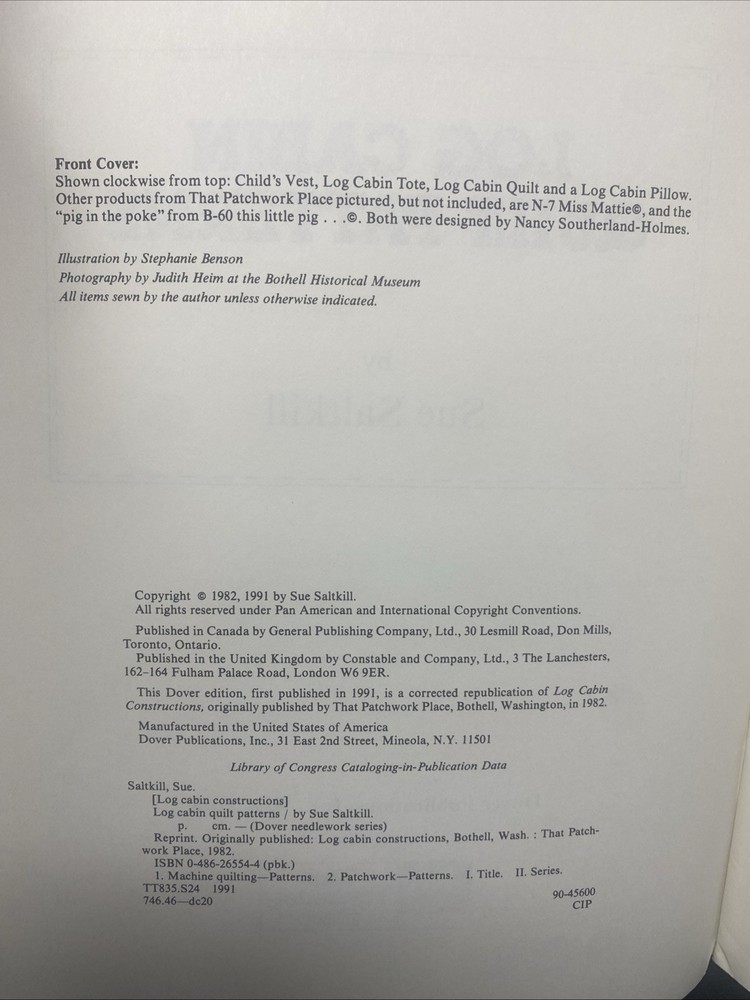 Front Cover:
Shown clockwise from top: Child's Vest, Log Cabin Tote, Log Cabin Quilt and a Log Cabin Pillow.
Other products from That Patchwork Place pictured, but not included, are N-7 Miss Mattie©, and the
"pig in the poke" from B-60 this little pig . . .©. Both were designed by Nancy Southerland-Holmes.
Illustration by Stephanie Benson
Photography by Judith Heim at the Bothell Historical Museum
All items sewn by the author unless otherwise indicated.
by
Sue Saltkill
Copyright © 1982, 1991 by Sue Saltkill.
All rights reserved under Pan American and International Copyright Conventions.
Published in Canada by General Publishing Company, Ltd., 30 Lesmill Road, Don Mills,
Toronto, Ontario.
Published in the United Kingdom by Constable and Company, Ltd., 3 The Lanchesters,
162–164 Fulham Palace Road, London W6 9ER.
This Dover edition, first published in 1991, is a corrected republication of Log Cabin
Constructions, originally published by That Patchwork Place, Bothell, Washington, in 1982.
Manufactured in the United States of America
Dover Publications, Inc., 31 East 2nd Street, Mineola, N.Y. 11501
Library of Congress Cataloging-in-Publication Data
Saltkill, Sue.
[Log cabin constructions]
Log cabin quilt patterns / by Sue Saltkill.
p. cm. — (Dover needlework series)
Reprint. Originally published: Log cabin constructions, Bothell, Wash. : That Patch-
work Place, 1982.
ISBN 0-486-26554-4 (pbk.)
1. Machine quilting—Patterns. 2. Patchwork—Patterns. I. Title. II. Series.
TT835.S24 1991
746.46—dc20
90-45600
CIP